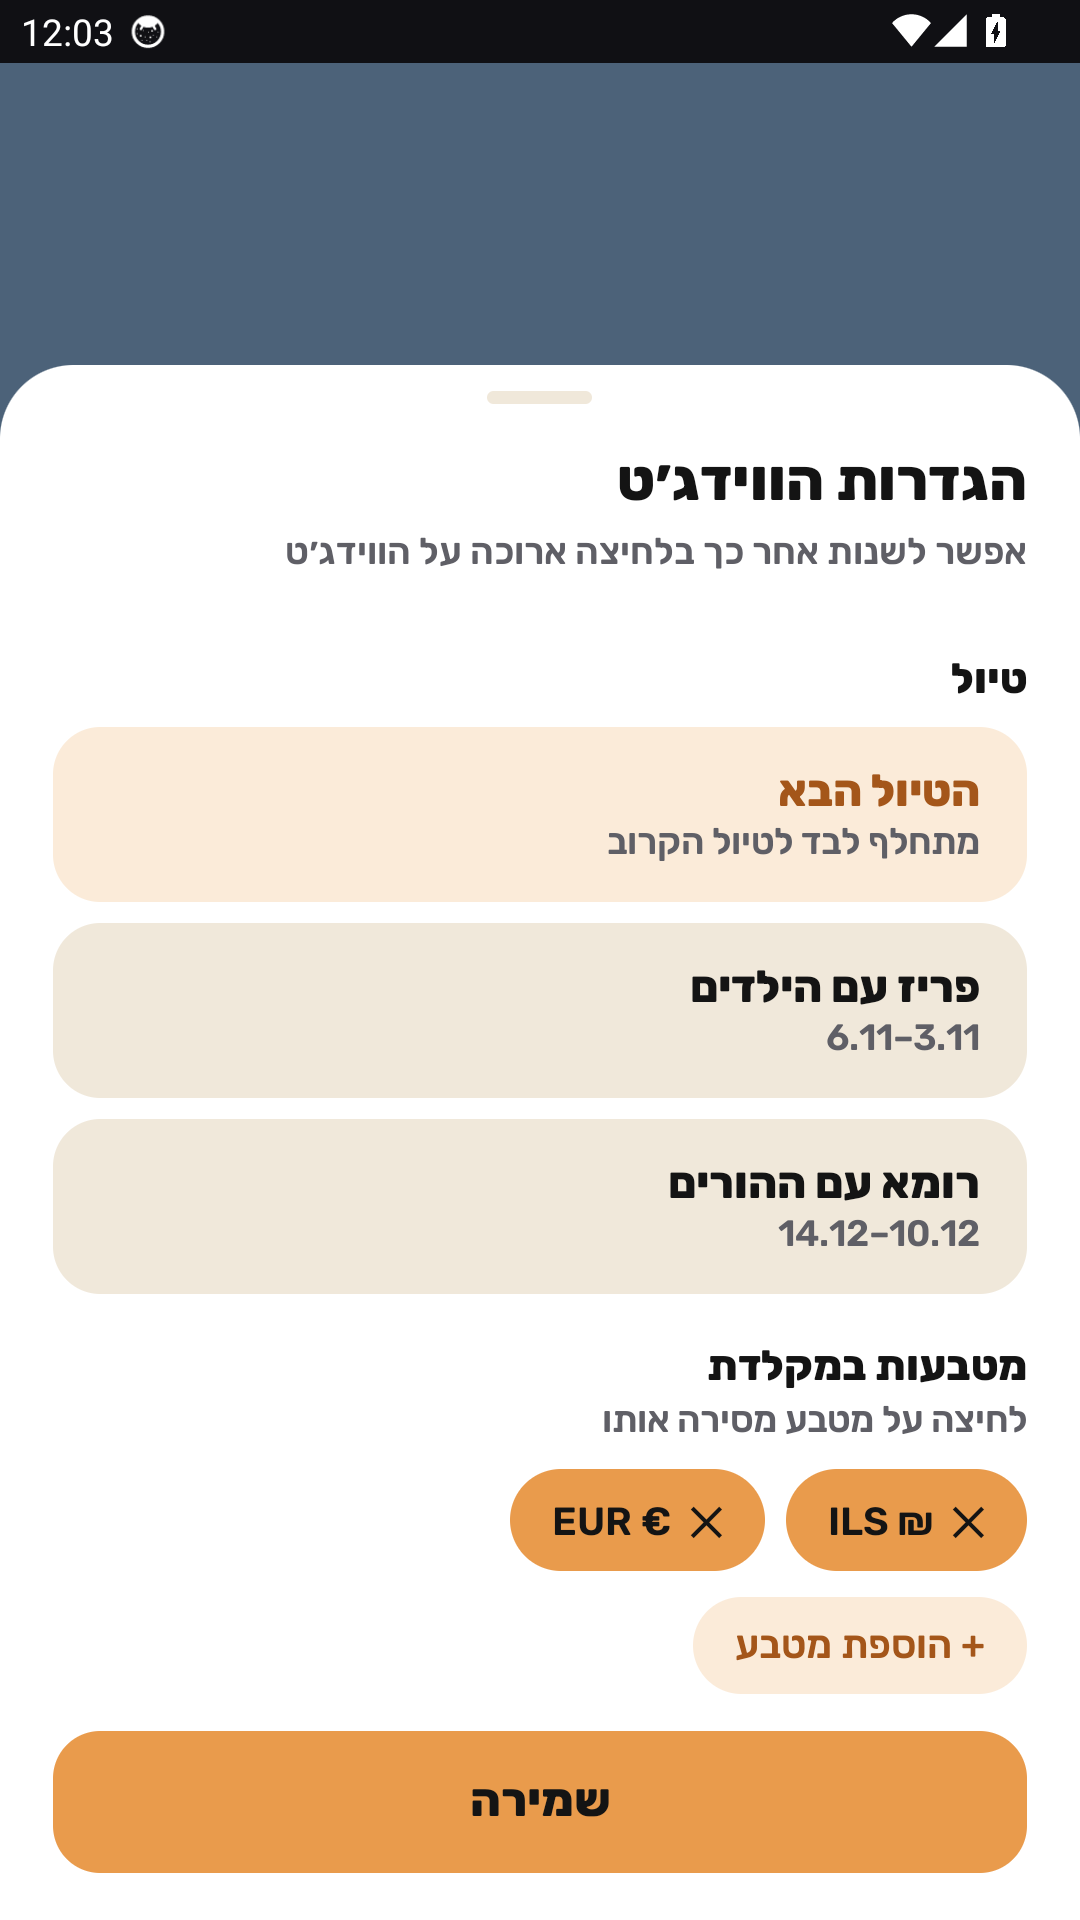 12:03
הגדרות הווידג׳ט
אפשר לשנות אחר כך בלחיצה ארוכה על הווידג׳ט
טיול
הטיול הבא
מתחלף לבד לטיול הקרוב
פריז עם הילדים
3.11–6.11
רומא עם ההורים
10.12–14.12
מטבעות במקלדת
לחיצה על מטבע מסירה אותו
ILS ₪ EUR €
+ הוספת מטבע
שמירה